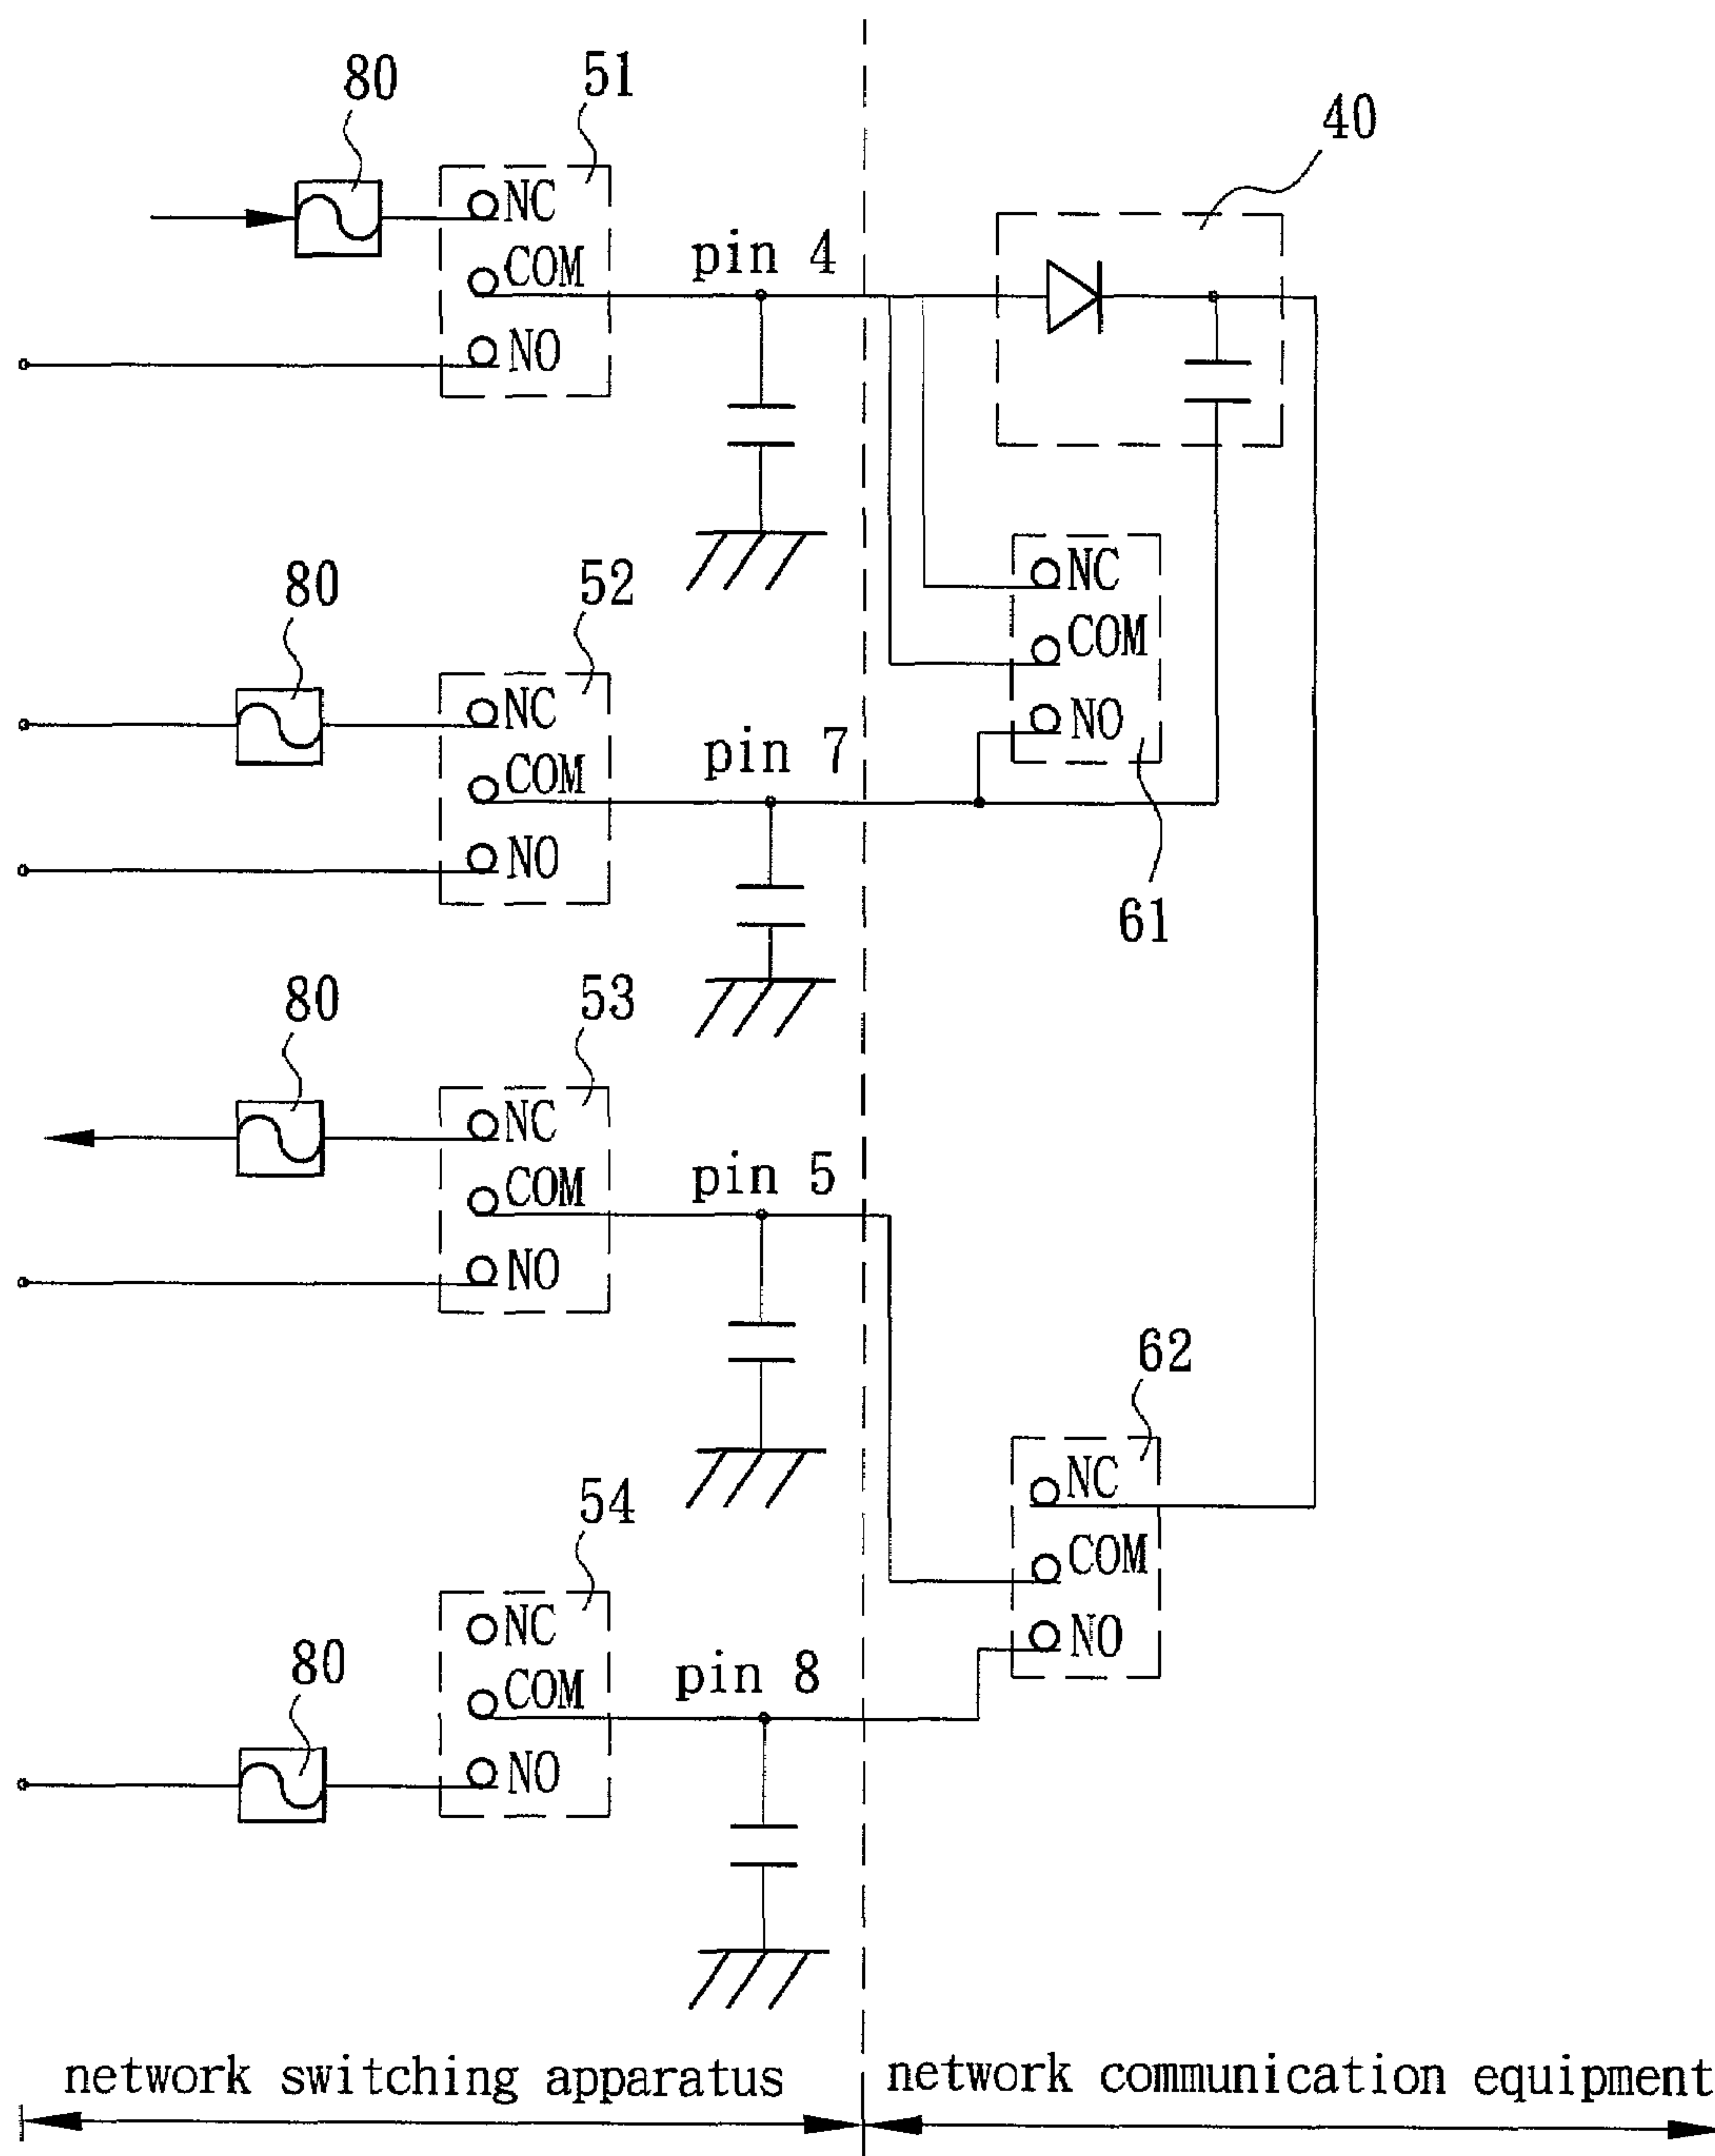 80
51
40
NC
COM
NO
pin 4
80
52
NC
COM
NO
NC
COM
NO
pin 7
61
80
53
NC
COM
NO
pin 5
62
54
NC
COM
NO
80
NC
COM
NO
pin 8
network switching apparatus
network communication equipment